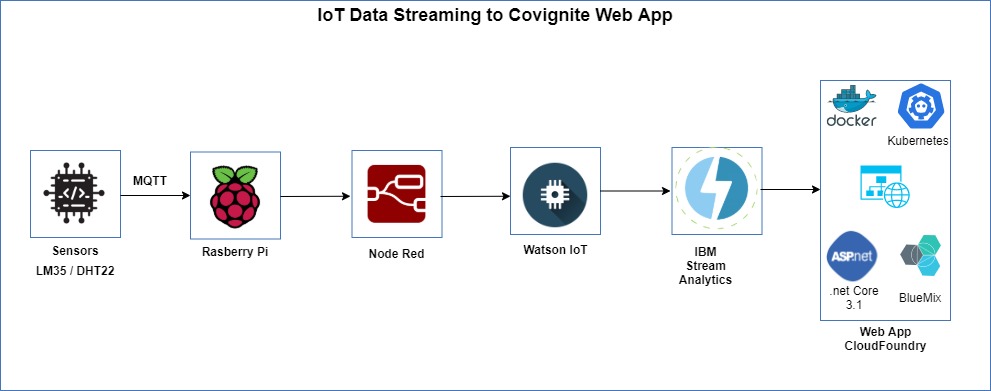 IoT Data Streaming to Covignite Web App
docker
Kubernetes
MQTT
</>
ASP.net
.net Core
3.1
BlueMix
Sensors
LM35 / DHT22
Rasberry Pi
Node Red
Watson IoT
IBM
Stream
Analytics
Web App
CloudFoundry